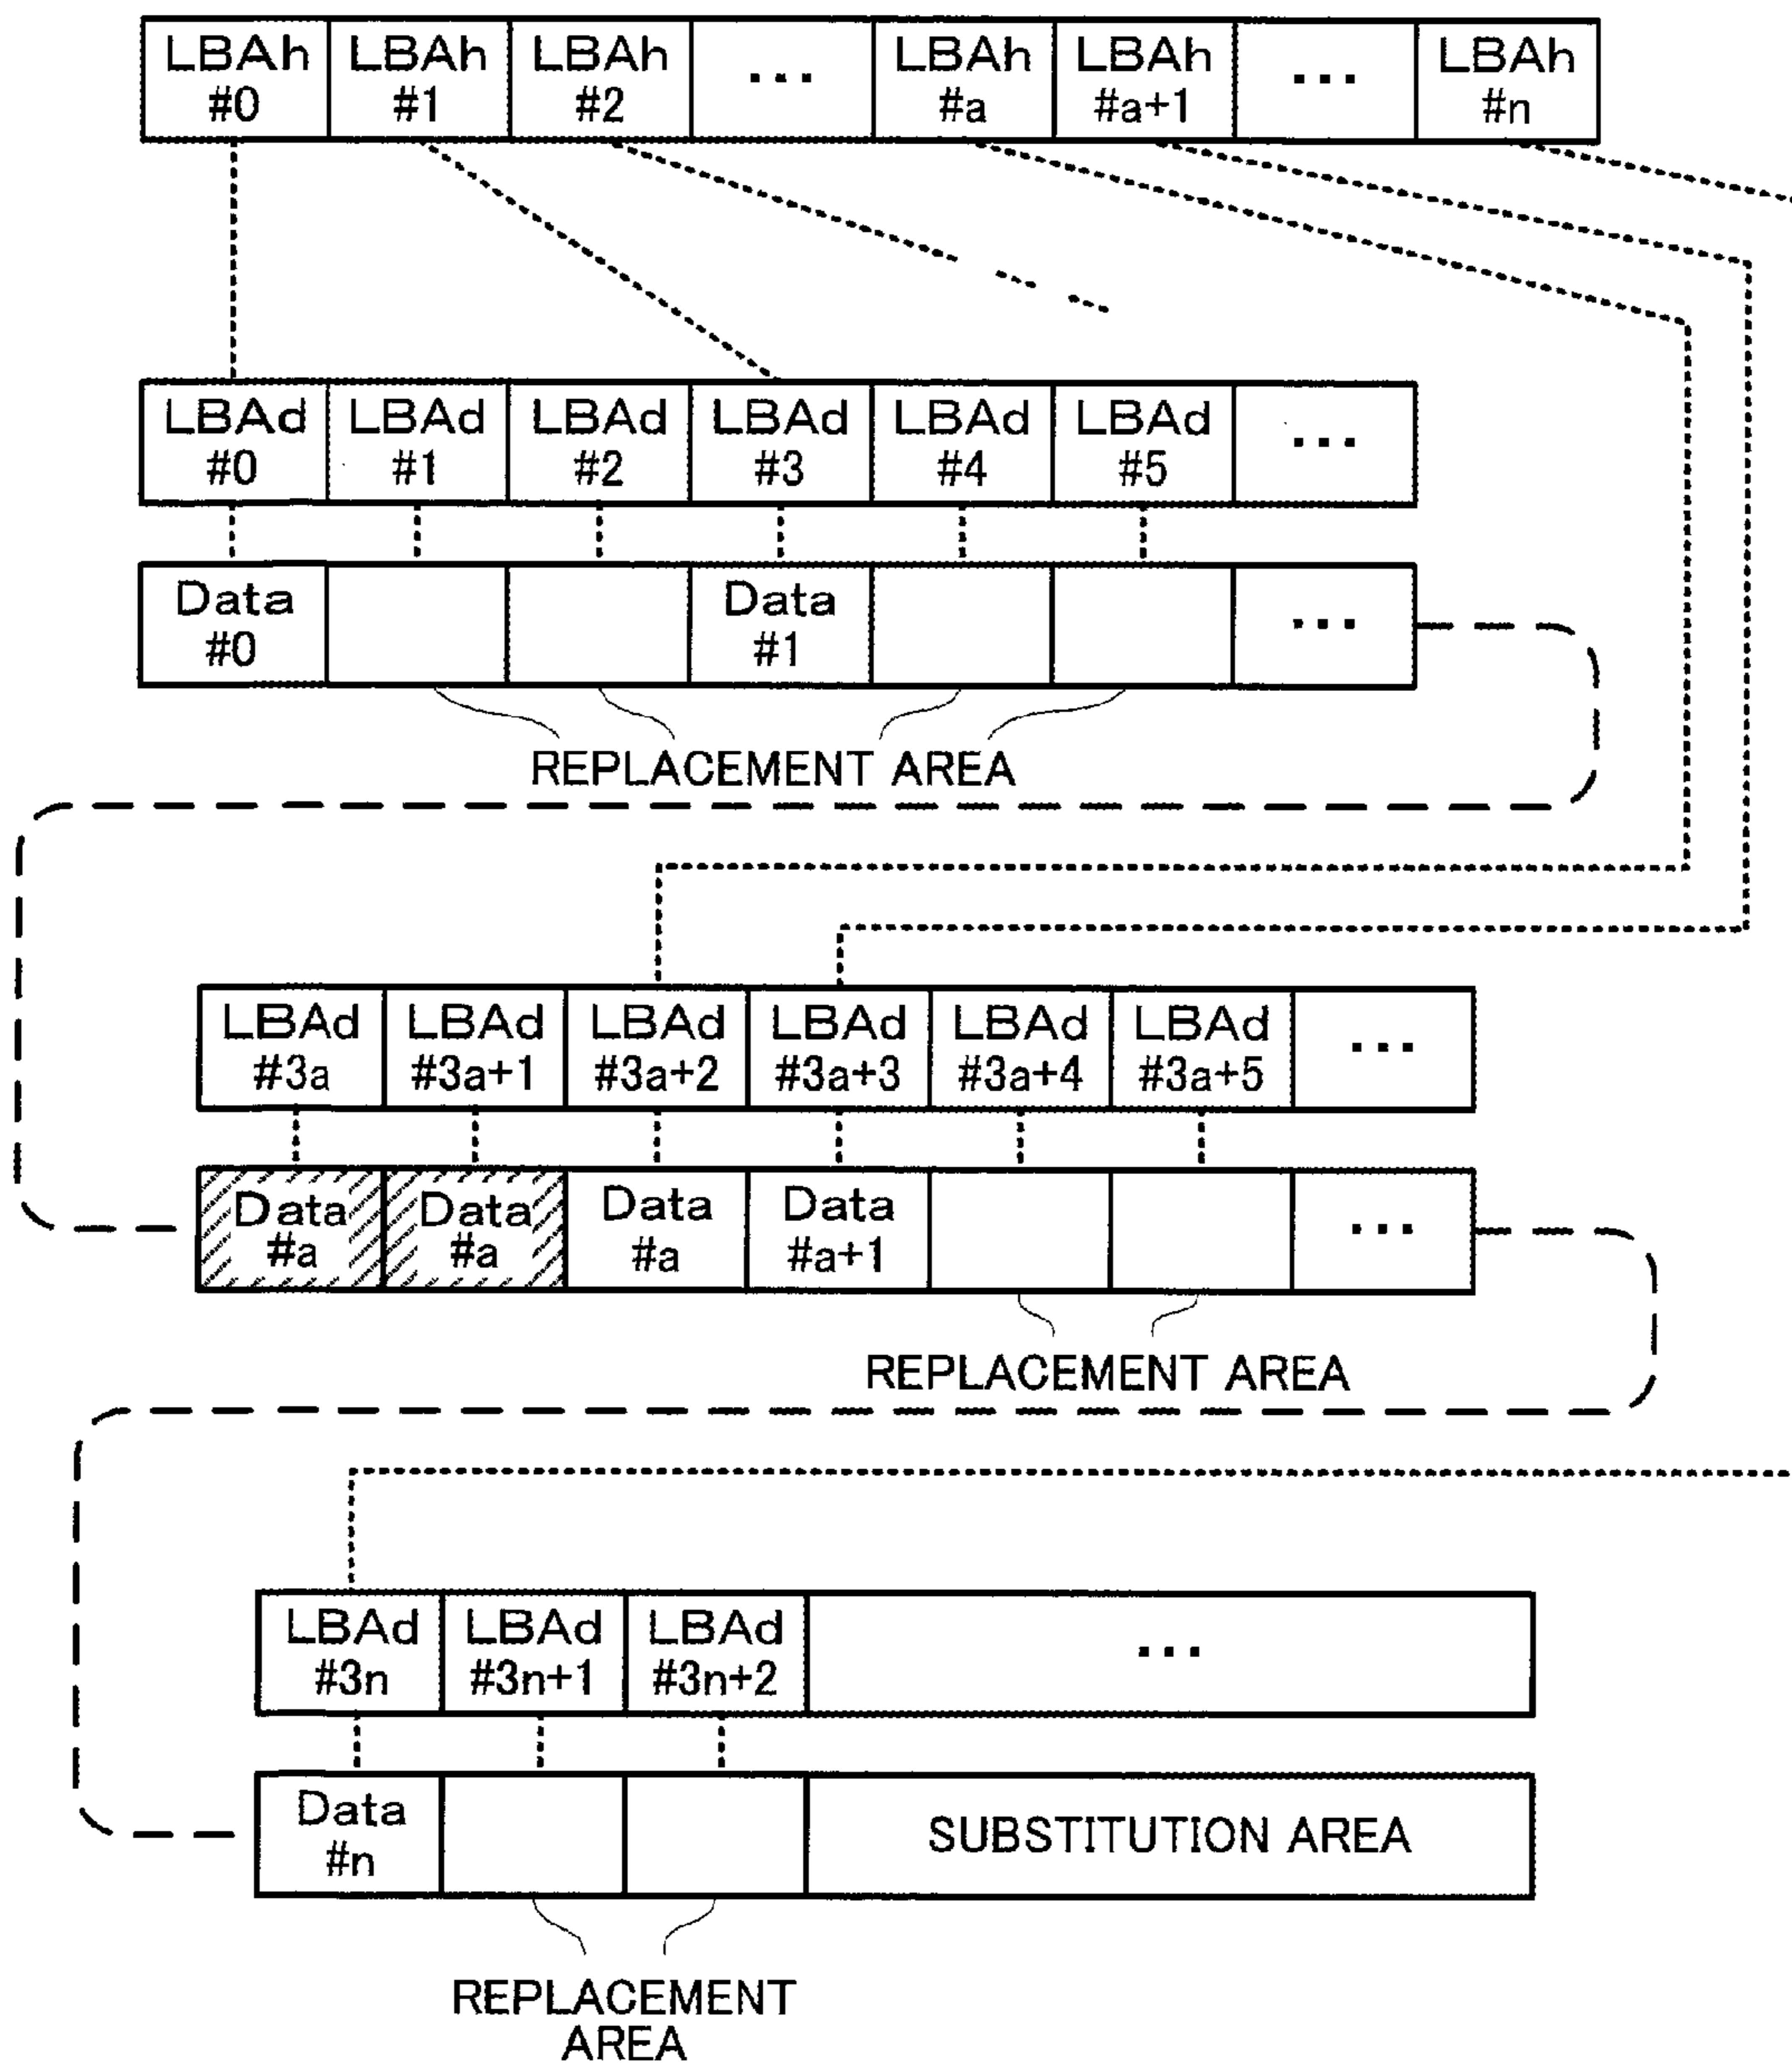 LBAh LBAh LBAh ... LBAh LBAh ... LBAh
#0 #1 #2 #a #a+1 #n
LBAd LBAd LBAd LBAd LBAd LBAd ...
#0 #1 #2 #3 #4 #5
Data Data ...
#0 #1
REPLACEMENT AREA
LBAd LBAd LBAd LBAd LBAd LBAd ...
#3a #3a+1 #3a+2 #3a+3 #3a+4 #3a+5
Data Data Data Data ...
#a #a #a #a+1
REPLACEMENT AREA
LBAd LBAd LBAd ...
#3n #3n+1 #3n+2
Data SUBSTITUTION AREA
#n
REPLACEMENT
AREA